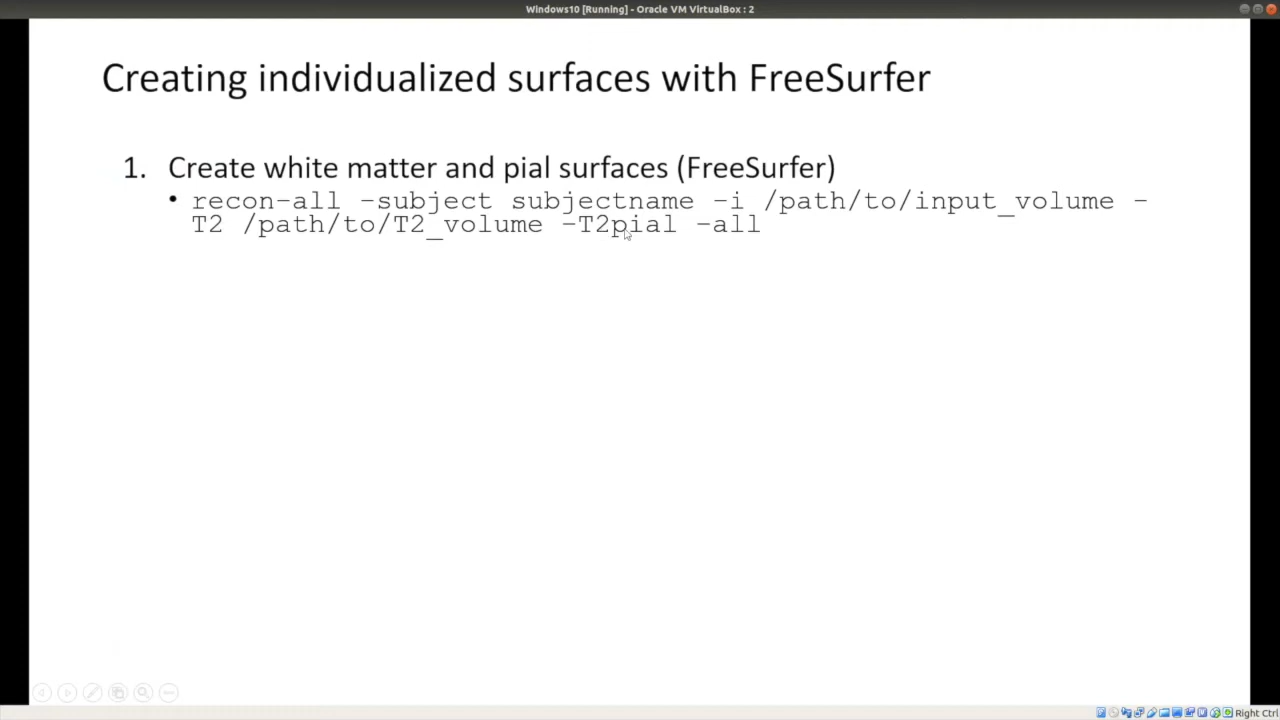 Windows10 [Running] - Oracle VM VirtualBox : 2
Creating individualized surfaces with FreeSurfer
1. Create white matter and pial surfaces (FreeSurfer)
• recon-all -subject subjectname -i /path/to/input_volume -
T2 /path/to/T2_volume -T2pial -all
Right Ctrl